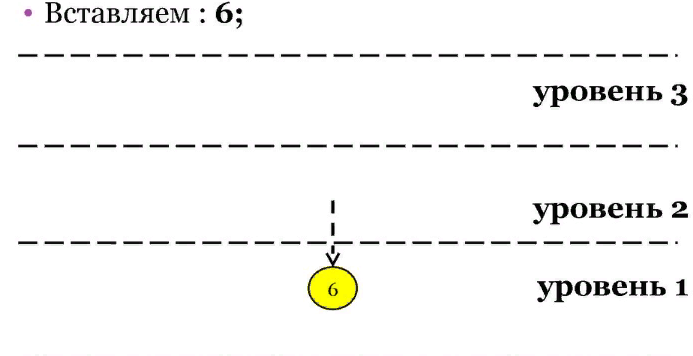 • Вставляем : 6;
уровень 3
уровень 2
6
уровень 1